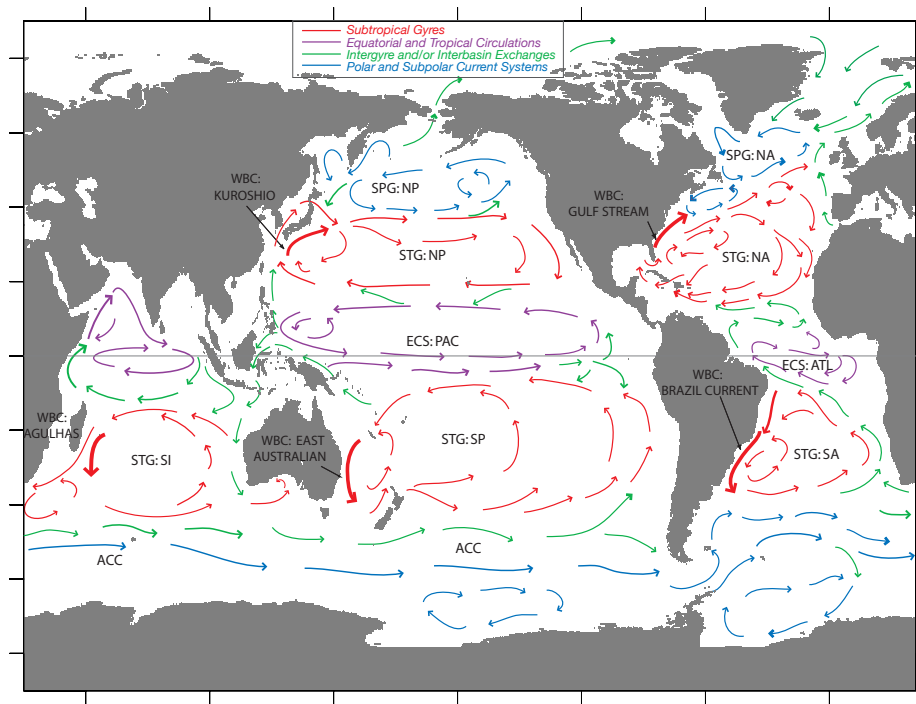 Subtropical Gyres
Equatorial and Tropical Circulations
Intergyre and/or Interbasin Exchanges
Polar and Subpolar Current Systems
SPG:NA
WBC:
KUROSHIO
SPG:NP
WBC:
GULF STREAM
STG:NP
STG:NA
ECS:PAC
ECS:ATL
WBC:
BRAZIL CURRENT
WBC:
AGULHAS
WBC: EAST
AUSTRALIAN
STG:SP
STG:SI
STG:SA
ACC
ACC